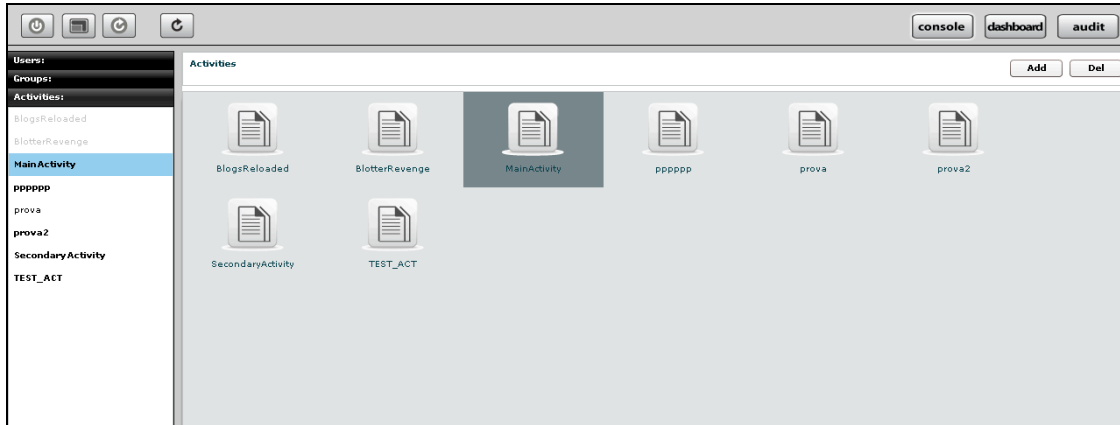 console dashboard audit
Users:
Groups:
Activities:
BlogsReloaded
BlotterRevenge
MainActivity
pppppp
prova
prova2
SecondaryActivity
TEST_ACT
Activities
Add Del
BlogsReloaded BlotterRevenge MainActivity pppppp prova prova2
SecondaryActivity TEST_ACT